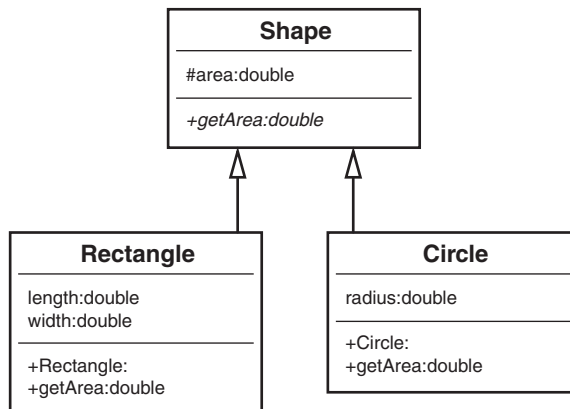 Shape
#area:double
+getArea:double
Rectangle
length:double
width:double
+Rectangle:
+getArea:double
Circle
radius:double
+Circle:
+getArea:double